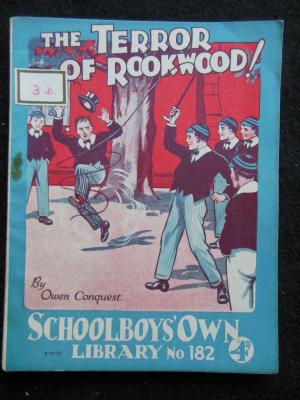 THE TERROR
OF ROOKWOOD!
3d.
By
Owen Conquest.
SCHOOLBOYS' OWN
LIBRARY No 182
4D